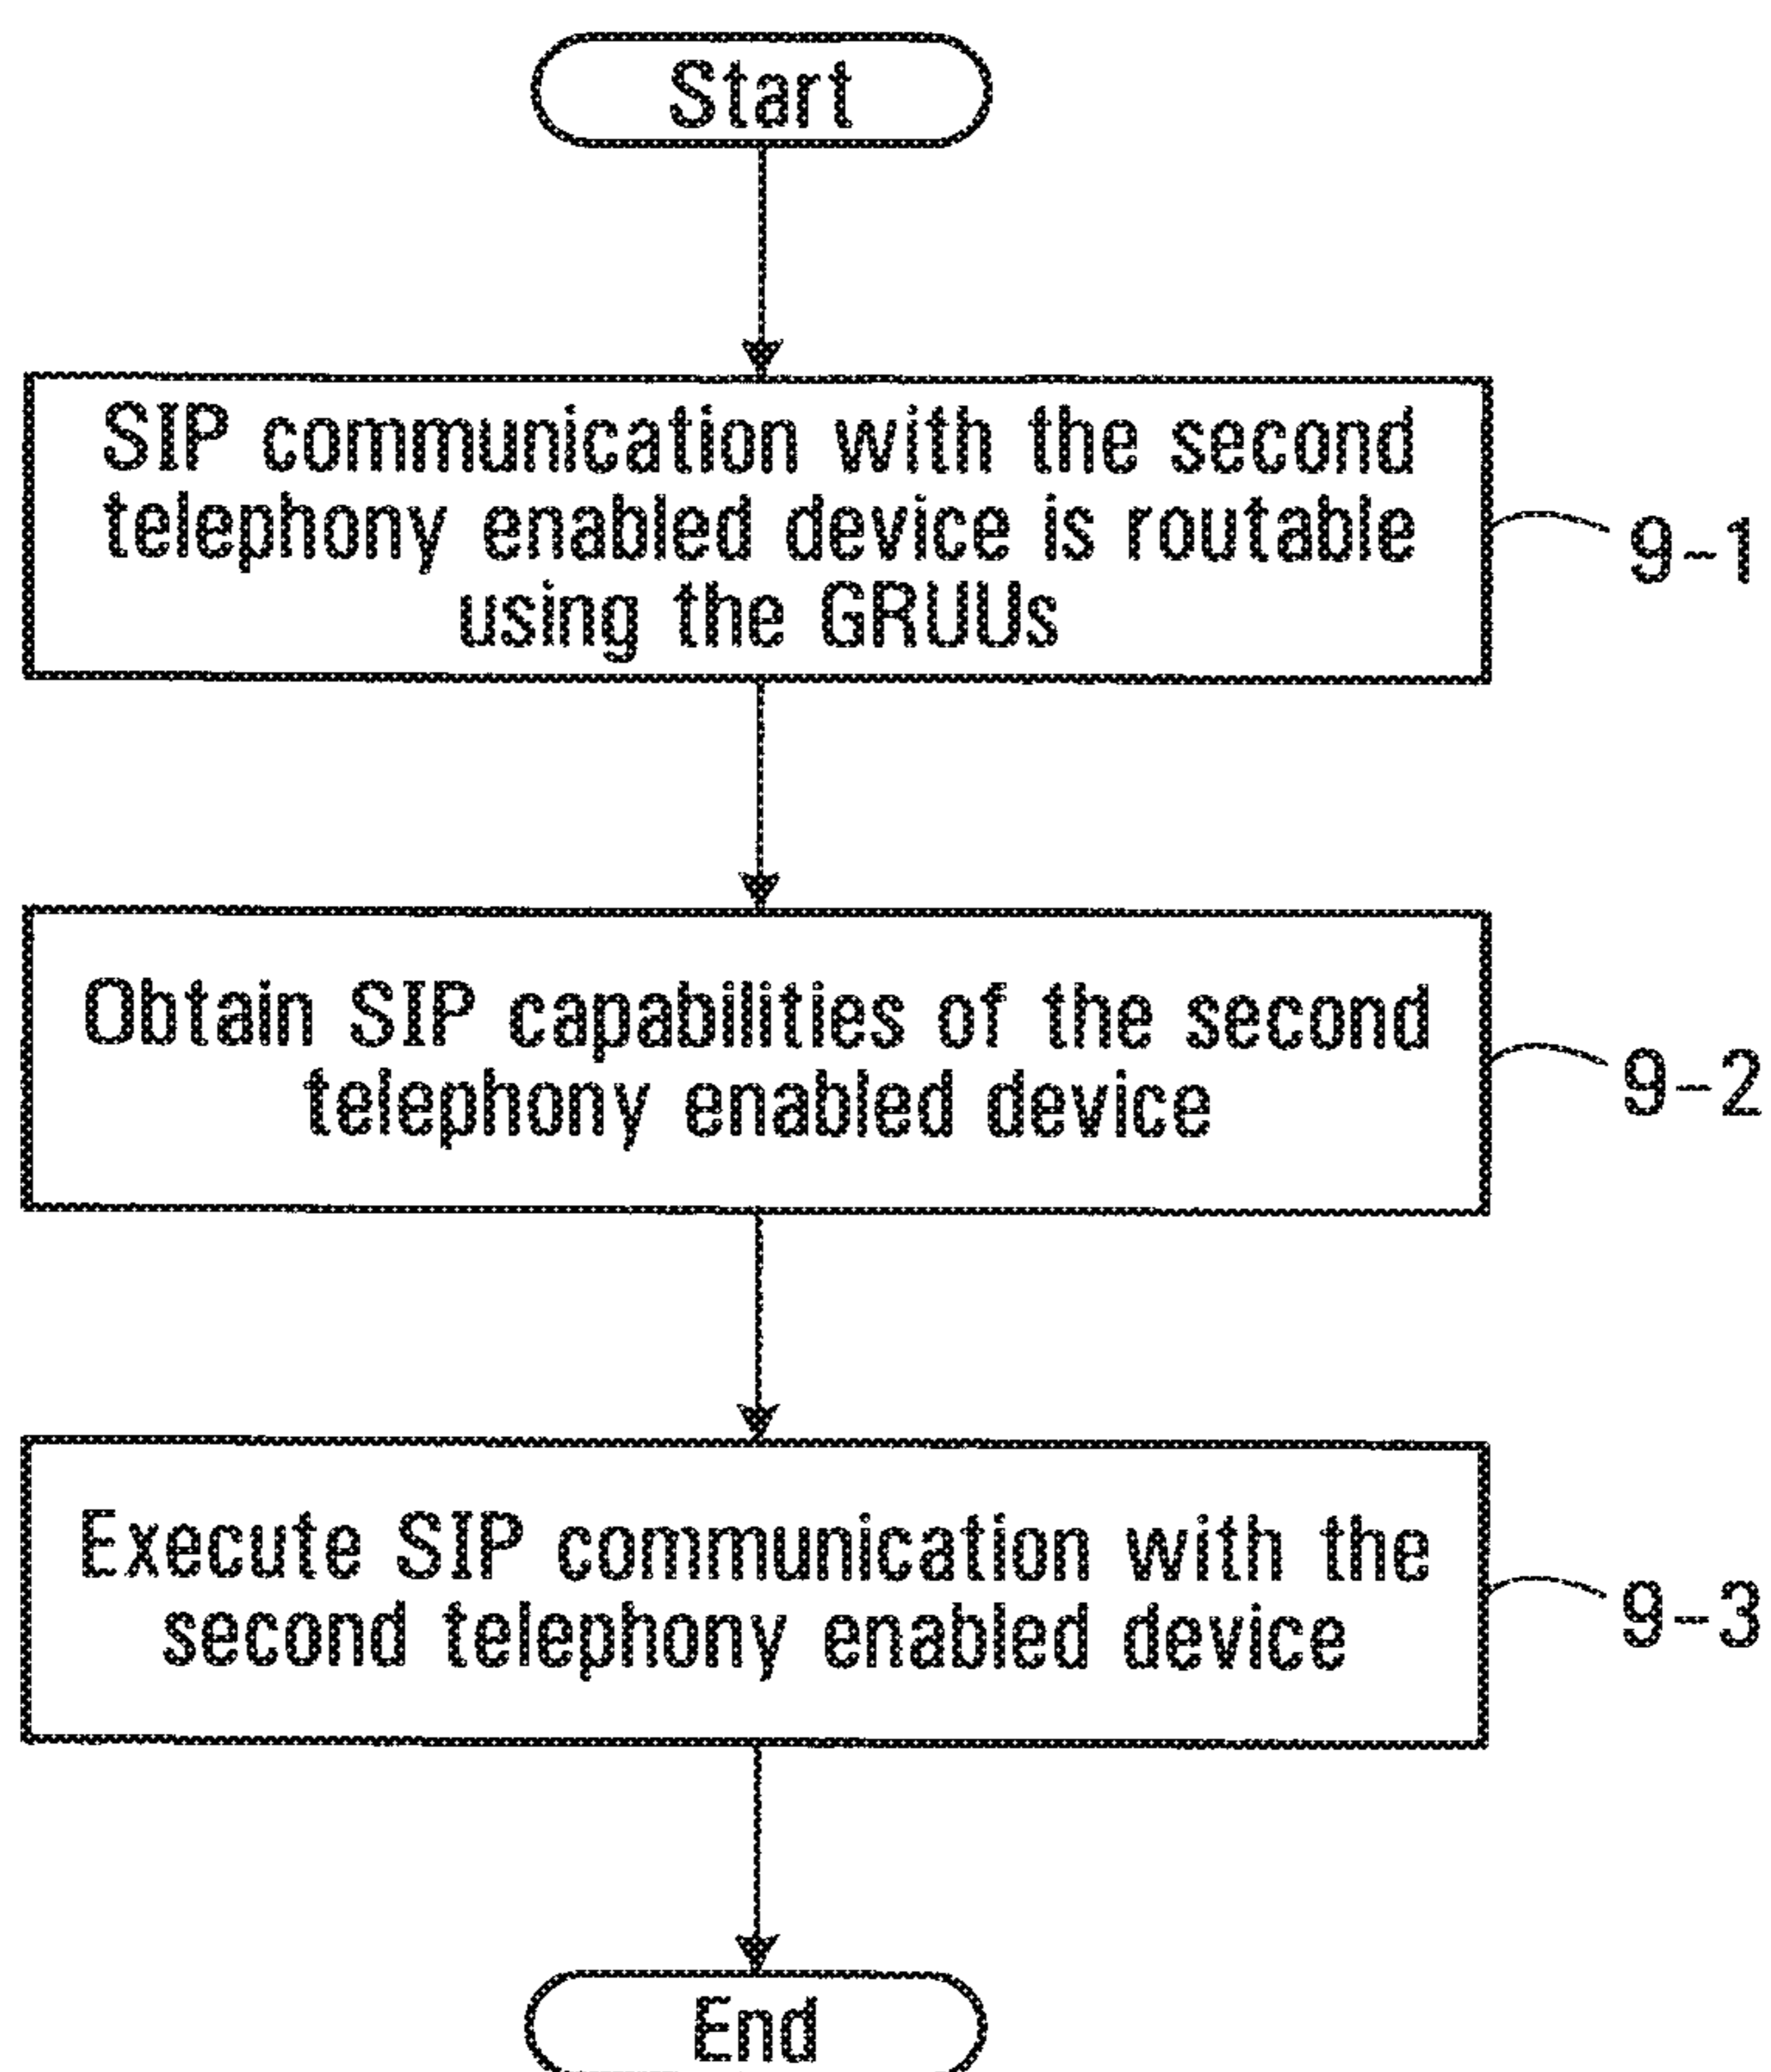 Start
SIP communication with the second
telephony enabled device is routable
using the GRUUs
9-1
Obtain SIP capabilities of the second
telephony enabled device
9-2
Execute SIP communication with the
second telephony enabled device
9-3
End